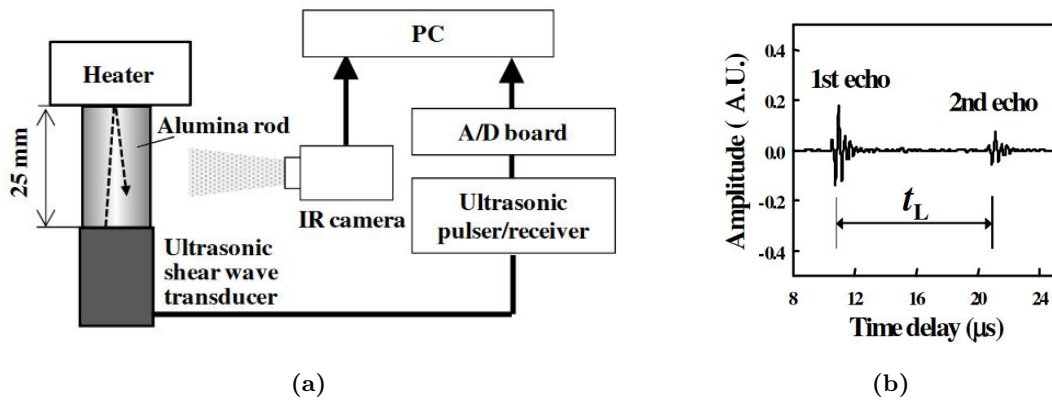 PC
Heater
Alumina rod
25 mm
A/D board
IR camera
Ultrasonic
pulser/receiver
Ultrasonic
shear wave
transducer
(a)
Amplitude ( A.U.)
0.4
0.2
0.0
-0.2
-0.4
1st echo
2nd echo
tL
8 12 16 20 24
Time delay (μs)
(b)